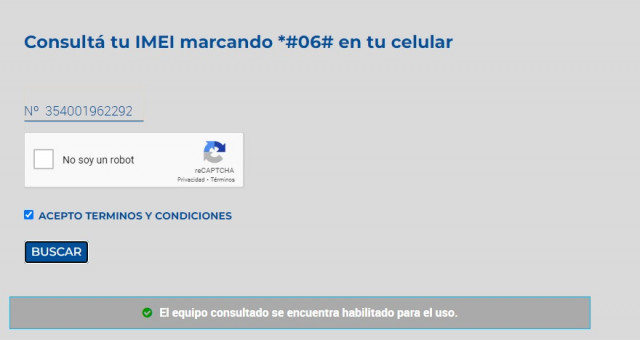 Consultá tu IMEI marcando *#06# en tu celular
Nº 354001962292
No soy un robot
reCAPTCHA
Privacidad - Términos
ACEPTO TERMINOS Y CONDICIONES
BUSCAR
El equipo consultado se encuentra habilitado para el uso.